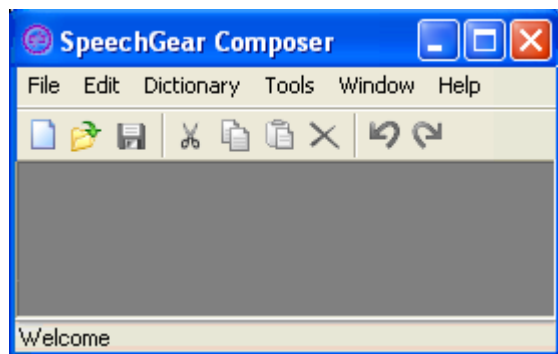 SpeechGear Composer
File Edit Dictionary Tools Window Help
Welcome